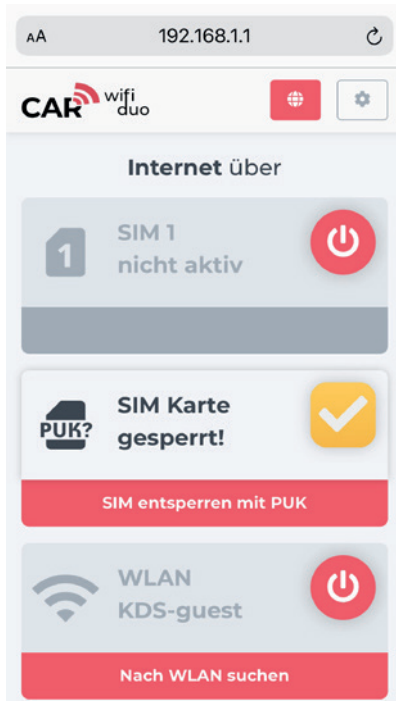 AA 192.168.1.1
CAR wifi duo
Internet über
1
SIM 1
nicht aktiv
PUK?
SIM Karte
gesperrt!
SIM entsperren mit PUK
WLAN
KDS-guest
Nach WLAN suchen